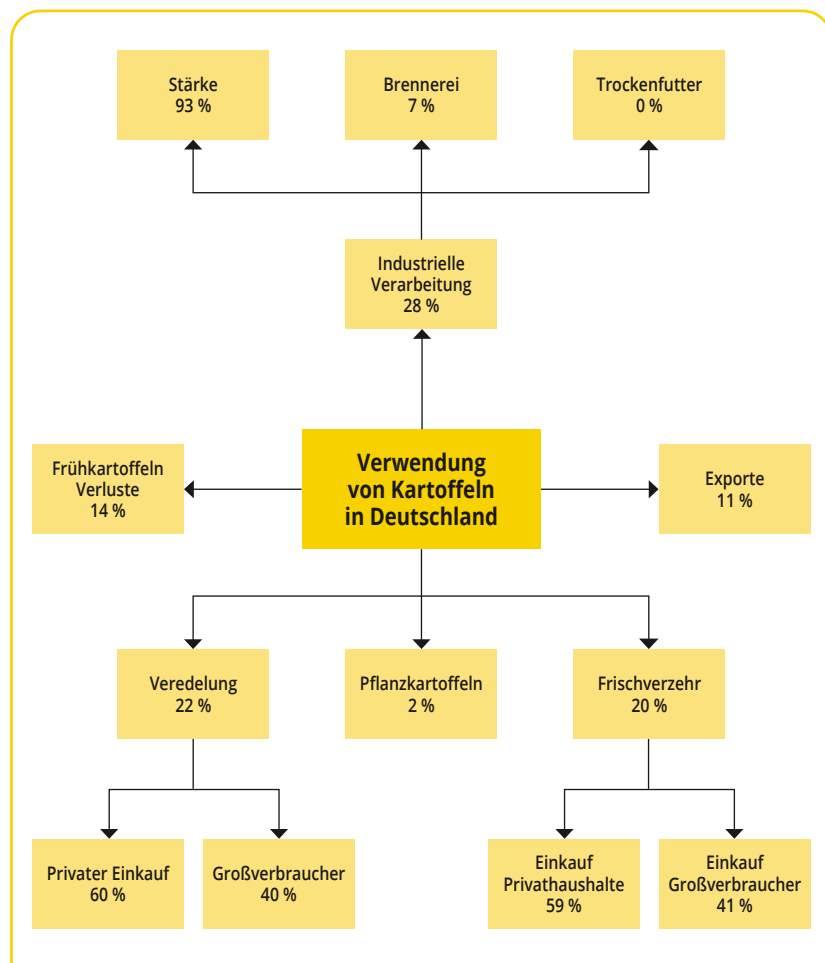 Stärke
93 %
Brennerei
7 %
Trockenfutter
0 %
Industrielle
Verarbeitung
28 %
Frühkartoffeln
Verluste
14 %
Verwendung
von Kartoffeln
in Deutschland
Exporte
11 %
Veredelung
22 %
Pflanzkartoffeln
2 %
Frischverzehr
20 %
Privater Einkauf
60 %
Großverbraucher
40 %
Einkauf
Privathaushalte
59 %
Einkauf
Großverbraucher
41 %